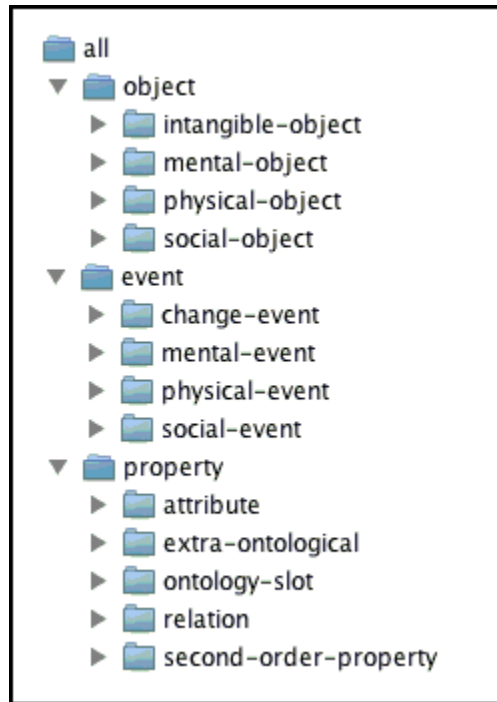 all
object
intangible-object
mental-object
physical-object
social-object
event
change-event
mental-event
physical-event
social-event
property
attribute
extra-ontological
ontology-slot
relation
second-order-property